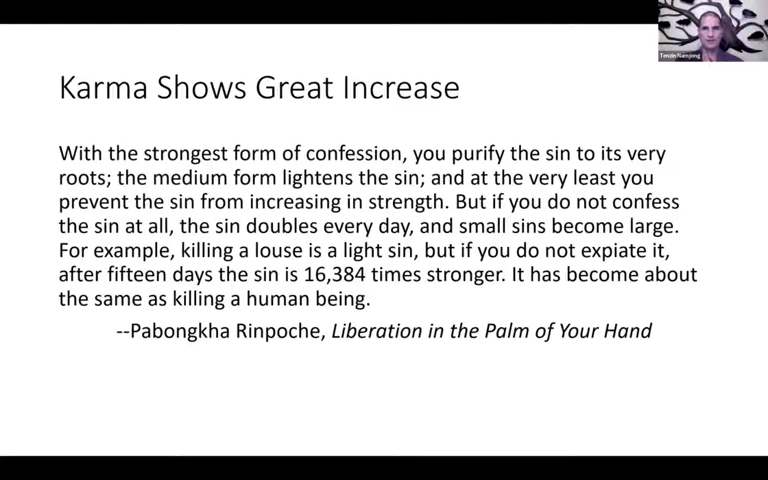 Tenzin Namjong
Karma Shows Great Increase
With the strongest form of confession, you purify the sin to its very
roots; the medium form lightens the sin; and at the very least you
prevent the sin from increasing in strength. But if you do not confess
the sin at all, the sin doubles every day, and small sins become large.
For example, killing a louse is a light sin, but if you do not expiate it,
after fifteen days the sin is 16,384 times stronger. It has become about
the same as killing a human being.
--Pabongkha Rinpoche, Liberation in the Palm of Your Hand